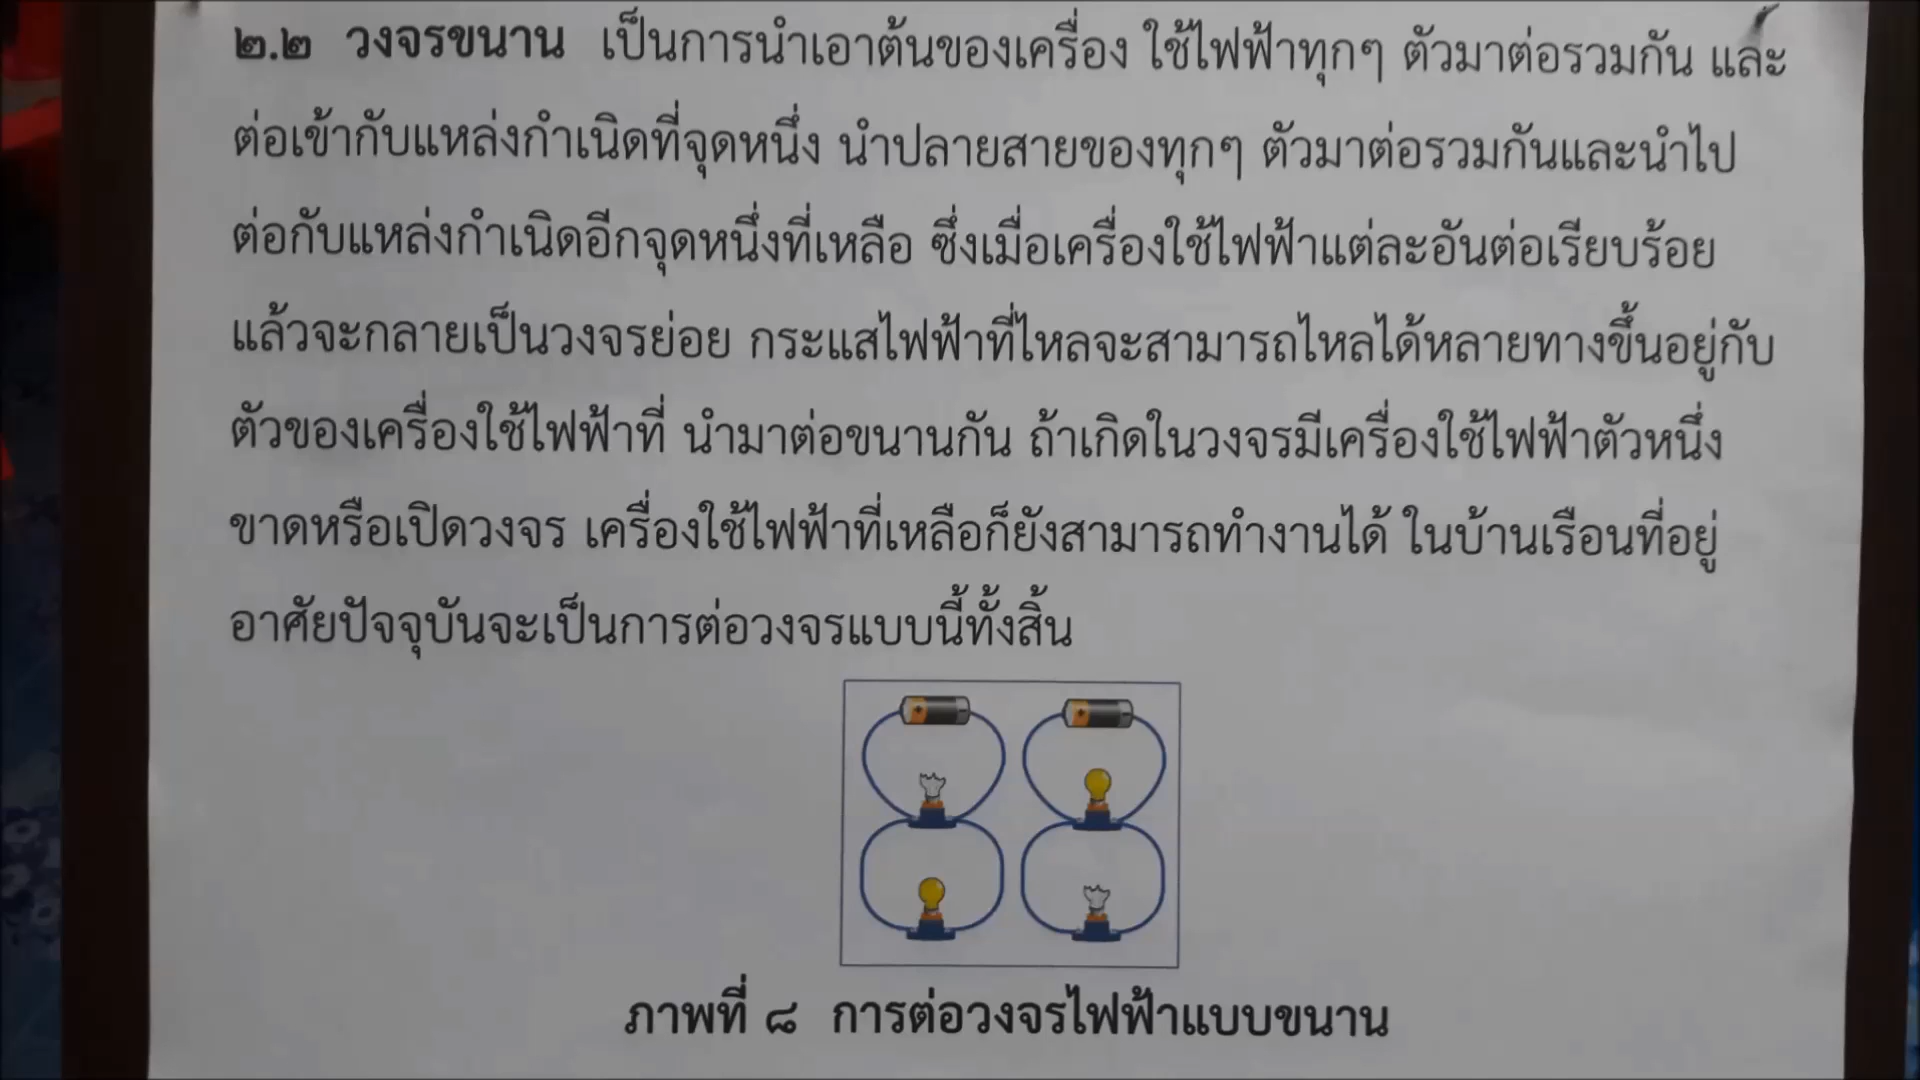 ๒.๒ วงจรขนาน เป็นการนำเอาต้นของเครื่อง ใช้ไฟฟ้าทุกๆ ตัวมาต่อรวมกัน และ
ต่อเข้ากับแหล่งกำเนิดที่จุดหนึ่ง นำปลายสายของทุกๆ ตัวมาต่อรวมกันและนำไป
ต่อกับแหล่งกำเนิดอีกจุดหนึ่งที่เหลือ ซึ่งเมื่อเครื่องใช้ไฟฟ้าแต่ละอันต่อเรียบร้อย
แล้วจะกลายเป็นวงจรย่อย กระแสไฟฟ้าที่ไหลจะสามารถไหลได้หลายทางขึ้นอยู่กับ
ตัวของเครื่องใช้ไฟฟ้าที่ นำมาต่อขนานกัน ถ้าเกิดในวงจรมีเครื่องใช้ไฟฟ้าตัวหนึ่ง
ขาดหรือเปิดวงจร เครื่องใช้ไฟฟ้าที่เหลือก็ยังสามารถทำงานได้ ในบ้านเรือนที่อยู่
อาศัยปัจจุบันจะเป็นการต่อวงจรแบบนี้ทั้งสิ้น
ภาพที่ ๘ การต่อวงจรไฟฟ้าแบบขนาน